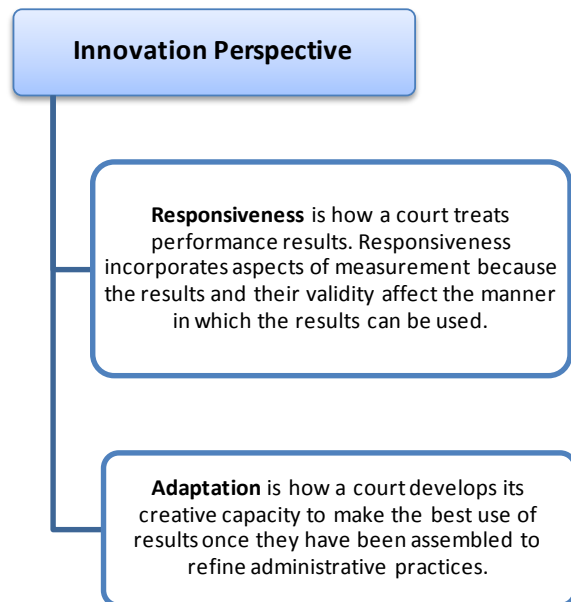 Innovation Perspective
Responsiveness is how a court treats
performance results. Responsiveness
incorporates aspects of measurement because
the results and their validity affect the manner
in which the results can be used.
Adaptation is how a court develops its
creative capacity to make the best use of
results once they have been assembled to
refine administrative practices.